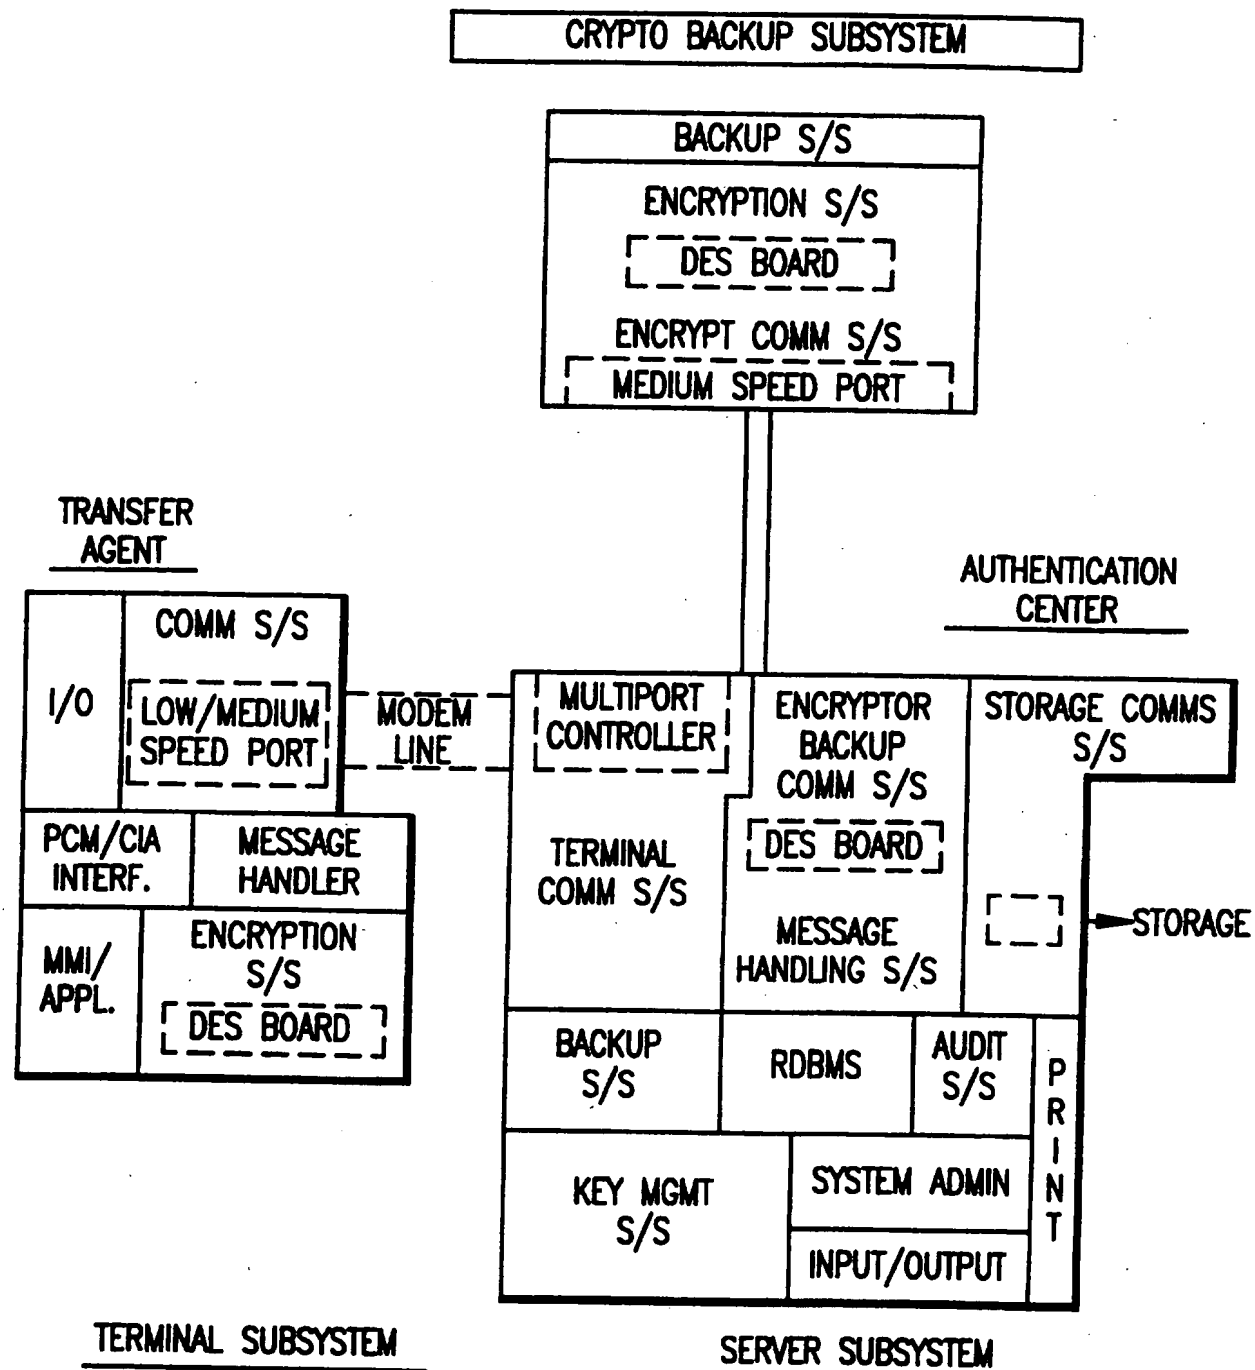 CRYPTO BACKUP SUBSYSTEM
BACKUP S/S
ENCRYPTION S/S
DES BOARD
ENCRYPT COMM S/S
MEDIUM SPEED PORT
TRANSFER
AGENT
I/O
COMM S/S
LOW/MEDIUM
SPEED PORT
MODEM
LINE
PCM/CIA
INTERF.
MESSAGE
HANDLER
MMI/
APPL.
ENCRYPTION
S/S
DES BOARD
TERMINAL SUBSYSTEM
AUTHENTICATION
CENTER
MULTIPORT
CONTROLLER
TERMINAL
COMM S/S
ENCRYPTOR
BACKUP
COMM S/S
DES BOARD
MESSAGE
HANDLING S/S
STORAGE COMMS
S/S
STORAGE
BACKUP
S/S
RDBMS
AUDIT
S/S
PRINT
KEY MGMT
S/S
SYSTEM ADMIN
INPUT/OUTPUT
SERVER SUBSYSTEM